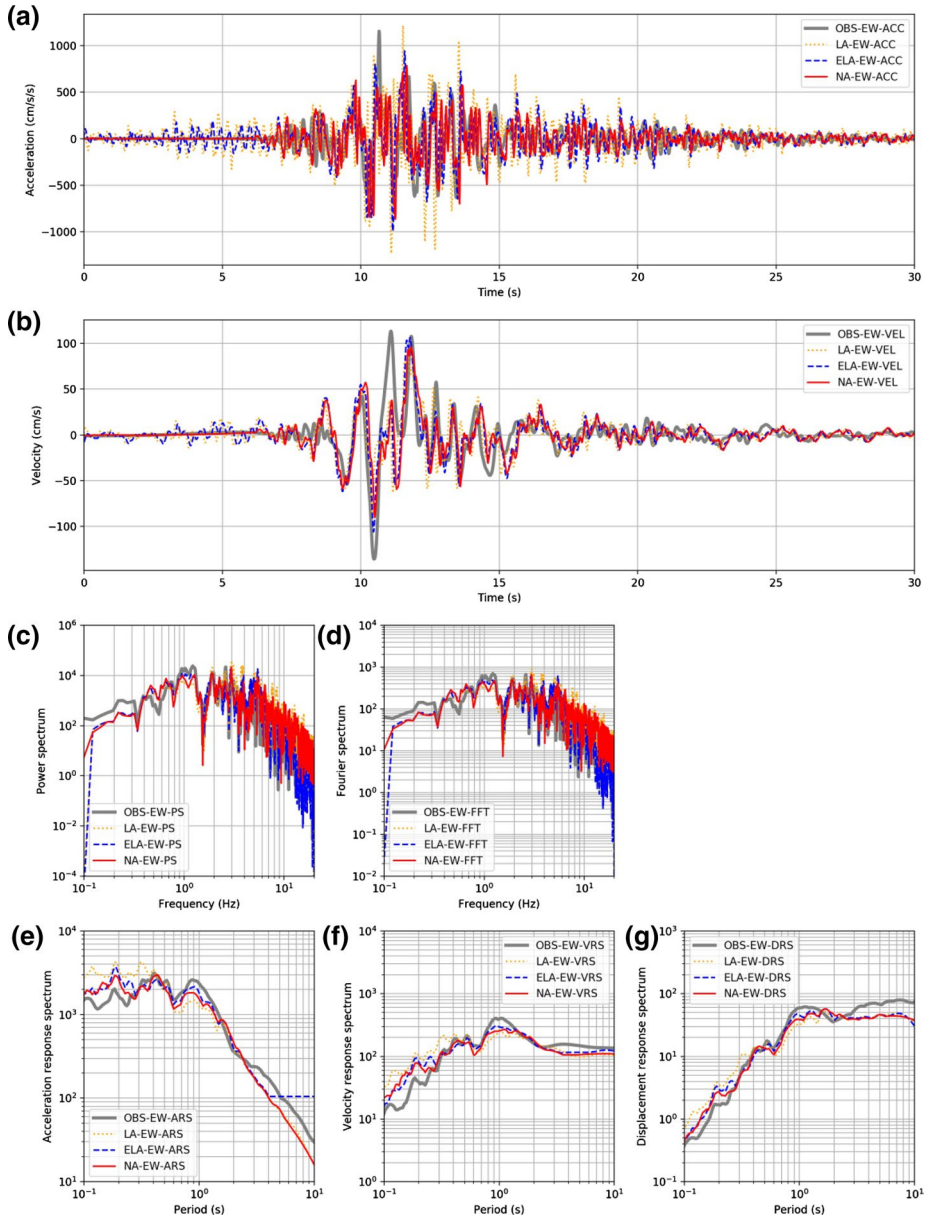 (a)
Acceleration (cm/s/s)
1000
500
0
−500
−1000
OBS-EW-ACC
LA-EW-ACC
ELA-EW-ACC
NA-EW-ACC
0 5 10 15 20 25 30
Time (s)
(b)
Velocity (cm/s)
100
50
0
−50
−100
OBS-EW-VEL
LA-EW-VEL
ELA-EW-VEL
NA-EW-VEL
0 5 10 15 20 25 30
Time (s)
(c)
Power spectrum
10⁶
10⁴
10²
10⁰
10⁻²
10⁻⁴
OBS-EW-PS
LA-EW-PS
ELA-EW-PS
NA-EW-PS
10⁻¹ 10⁰ 10¹
Frequency (Hz)
(d)
Fourier spectrum
10⁴
10³
10²
10¹
10⁰
10⁻¹
10⁻²
OBS-EW-FFT
LA-EW-FFT
ELA-EW-FFT
NA-EW-FFT
10⁻¹ 10⁰ 10¹
Frequency (Hz)
(e)
Acceleration response spectrum
10⁴
10³
10²
10¹
OBS-EW-ARS
LA-EW-ARS
ELA-EW-ARS
NA-EW-ARS
10⁻¹ 10⁰ 10¹
Period (s)
(f)
Velocity response spectrum
10⁴
10³
10²
10¹
10⁰
OBS-EW-VRS
LA-EW-VRS
ELA-EW-VRS
NA-EW-VRS
10⁻¹ 10⁰ 10¹
Period (s)
(g)
Displacement response spectrum
10³
10²
10¹
10⁰
10⁻¹
OBS-EW-DRS
LA-EW-DRS
ELA-EW-DRS
NA-EW-DRS
10⁻¹ 10⁰ 10¹
Period (s)